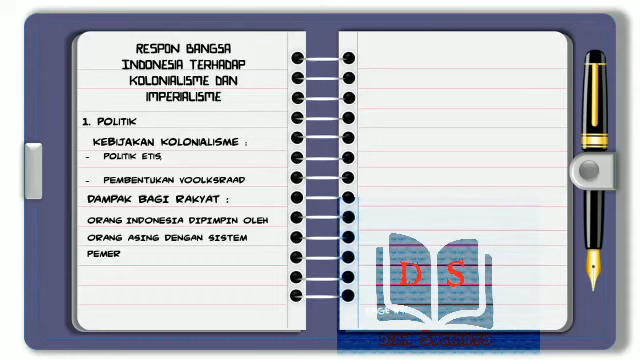 RESPON BANGSA
INDONESIA TERHADAP
KOLONIALISME DAN
IMPERIALISME
1. POLITIK
KEBIJAKAN KOLONIALISME :
- POLITIK ETIS,
- PEMBENTUKAN VOOLKSRAAD
DAMPAK BAGI RAKYAT :
ORANG INDONESIA DIPIMPIN OLEH
ORANG ASING DENGAN SISTEM
PEMER
D S